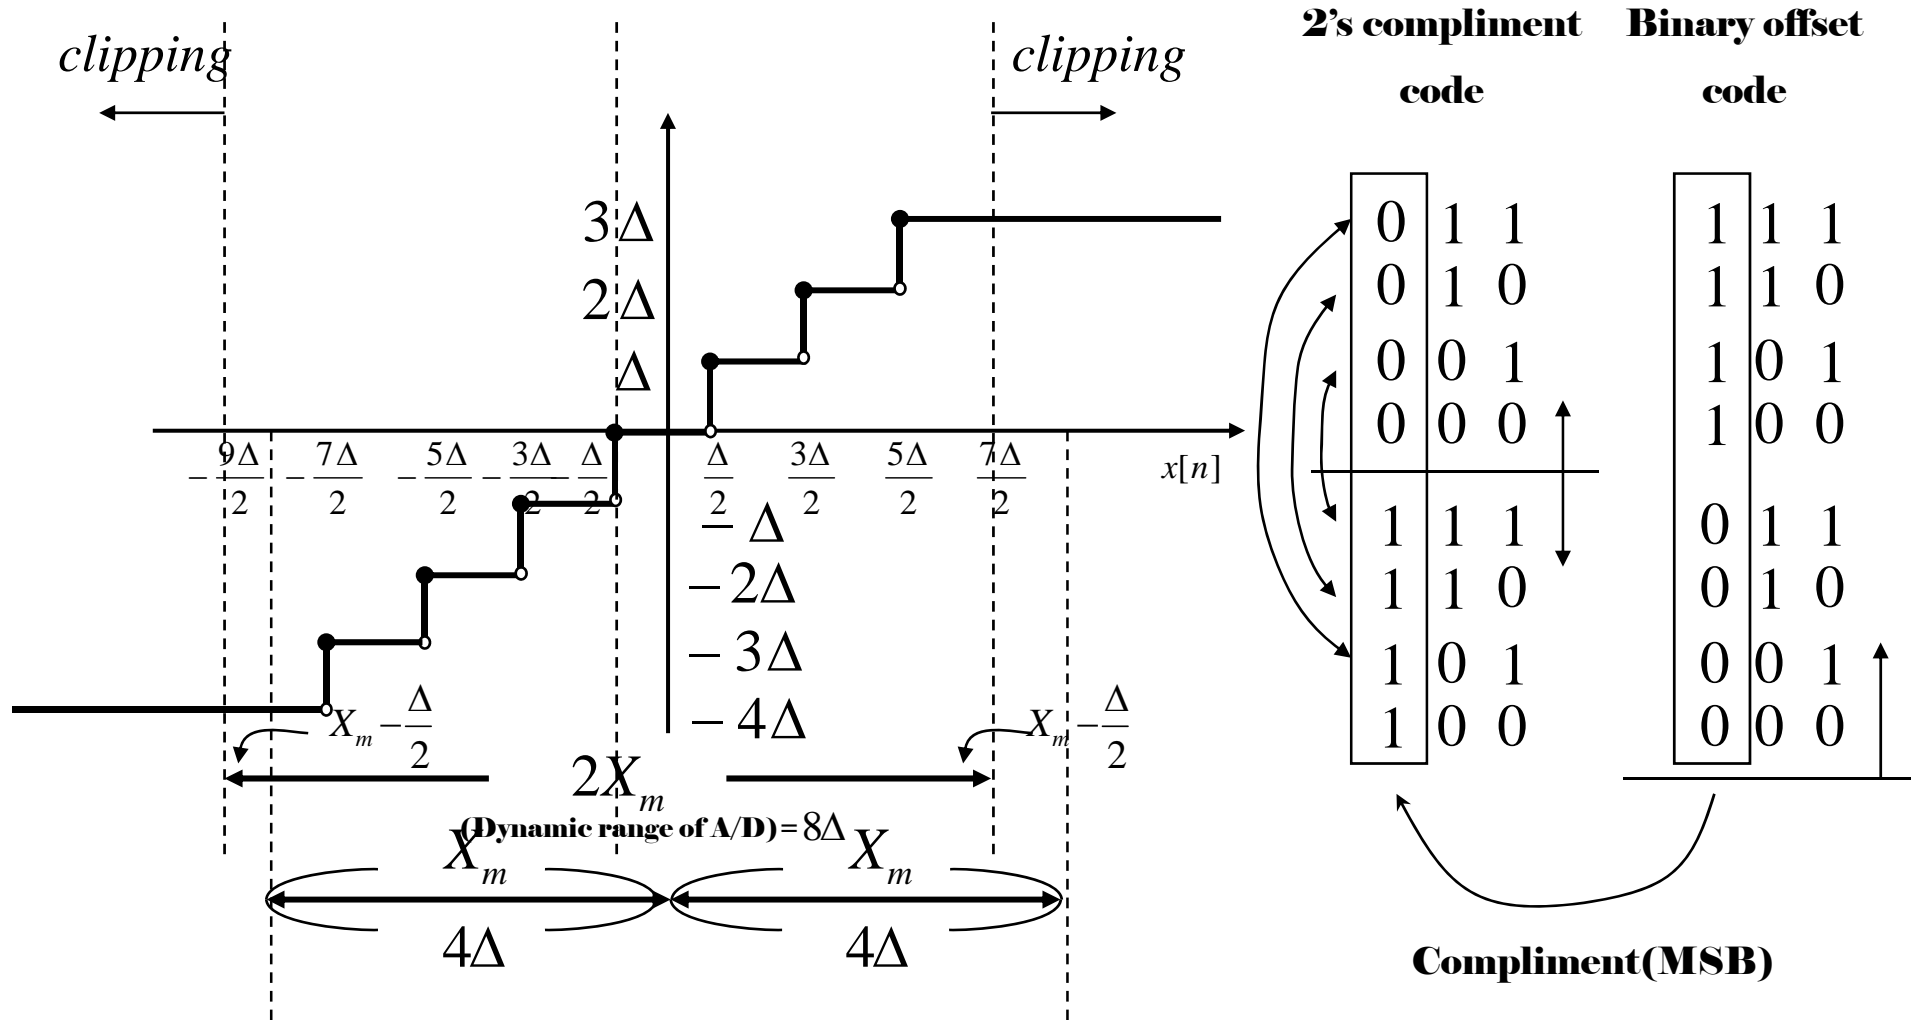 clipping
clipping
2's compliment
code
Binary offset
code
3Δ
2Δ
Δ
-9Δ/2 -7Δ/2 -5Δ/2 -3Δ/2 -Δ/2 Δ/2 3Δ/2 5Δ/2 7Δ/2 x[n]
-Δ
-2Δ
-3Δ
-4Δ
X_m - Δ/2
X_m - Δ/2
2X_m
(Dynamic range of A/D) = 8Δ
X_m X_m
4Δ 4Δ
0 1 1
0 1 0
0 0 1
0 0 0
1 1 1
1 1 0
1 0 1
1 0 0
1 1 1
1 1 0
1 0 1
1 0 0
0 1 1
0 1 0
0 0 1
0 0 0
Compliment(MSB)